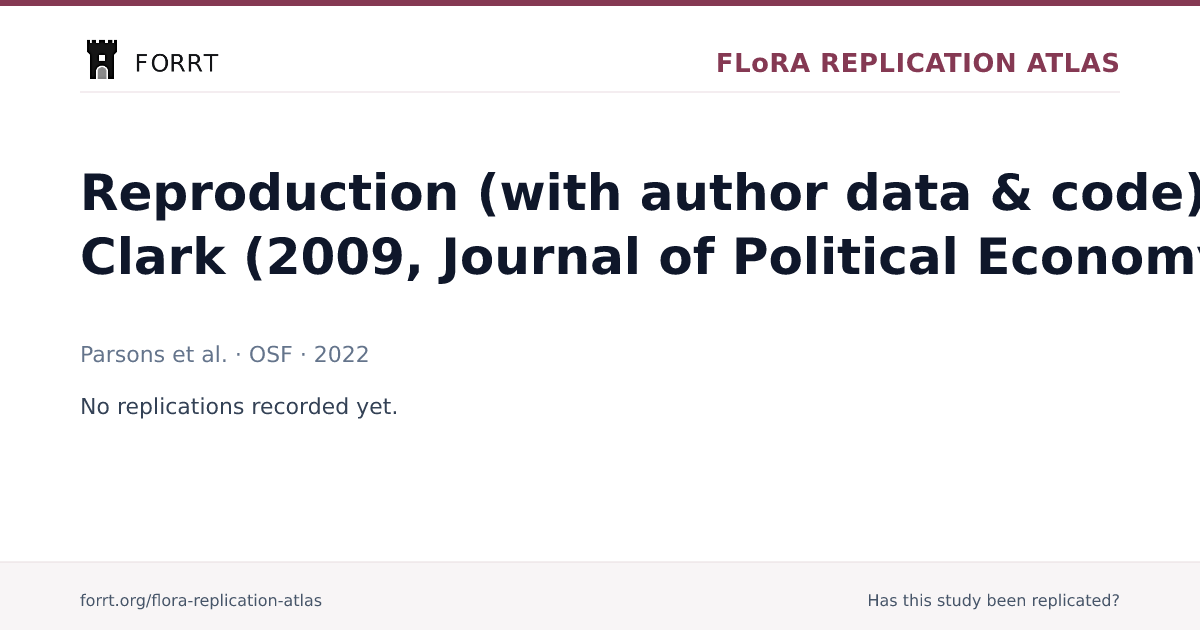 FORRT
FLoRA REPLICATION ATLAS
Reproduction (with author data & code)
Clark (2009, Journal of Political Econom
Parsons et al. · OSF · 2022
No replications recorded yet.
forrt.org/flora-replication-atlas
Has this study been replicated?